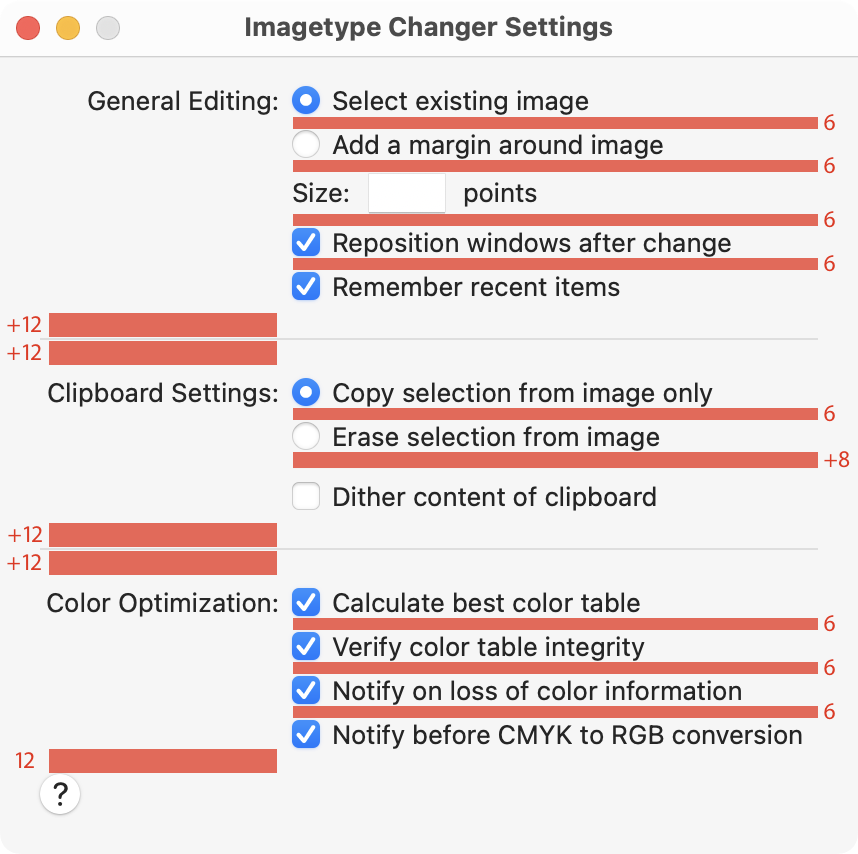 Imagetype Changer Settings
General Editing: Select existing image
6
Add a margin around image
6
Size: points
6
Reposition windows after change
6
Remember recent items
+12
+12
Clipboard Settings: Copy selection from image only
6
Erase selection from image
+8
Dither content of clipboard
+12
+12
Color Optimization: Calculate best color table
6
Verify color table integrity
6
Notify on loss of color information
6
Notify before CMYK to RGB conversion
12
?